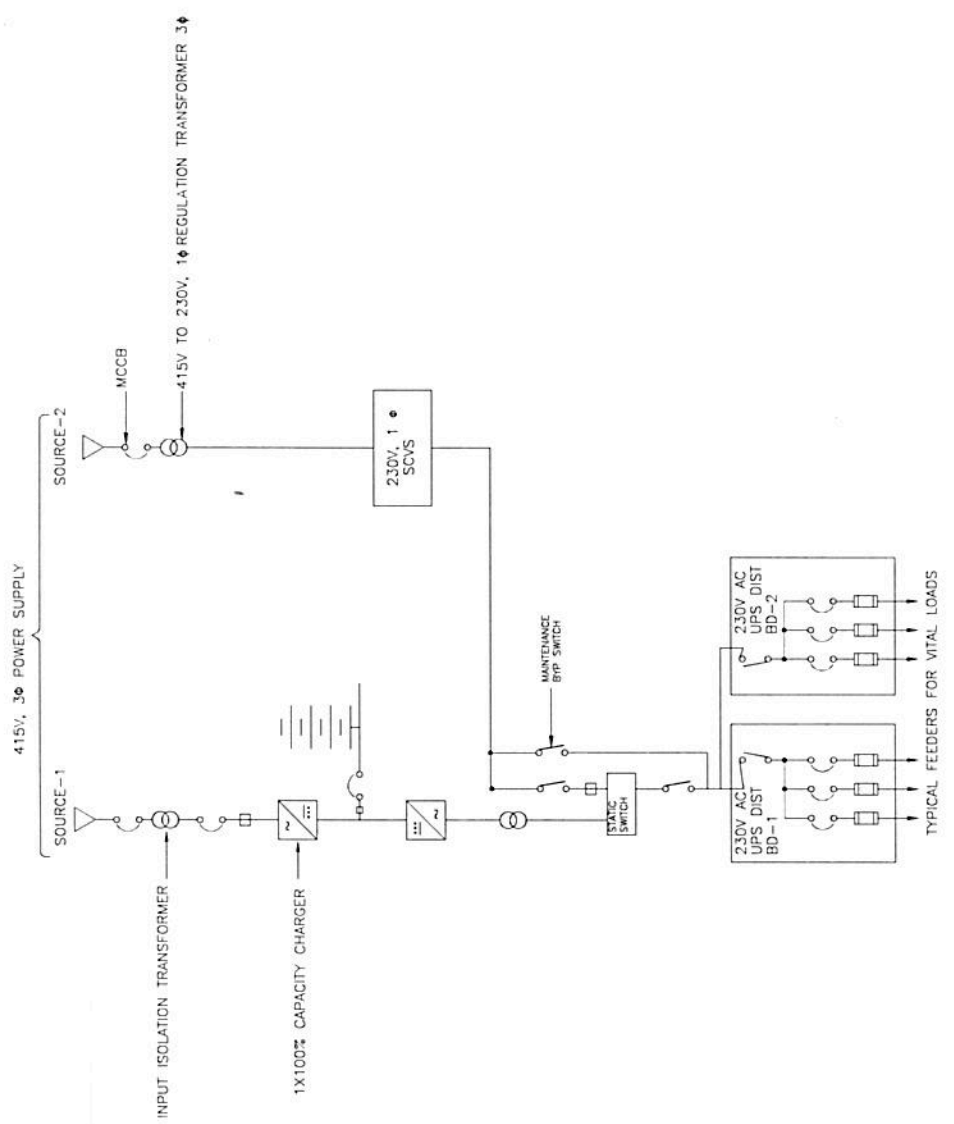 415V, 3ϕ POWER SUPPLY
SOURCE-1
SOURCE-2
MCCB
415V TO 230V, 1ϕ REGULATION TRANSFORMER 3ϕ
INPUT ISOLATION TRANSFORMER
230V, 1 ϕ
SCVS
1X100% CAPACITY CHARGER
MAINTENANCE
BYP SWITCH
STATIC
SWITCH
230V AC
UPS DIST
BD-1
230V AC
UPS DIST
BD-2
TYPICAL FEEDERS FOR VITAL LOADS